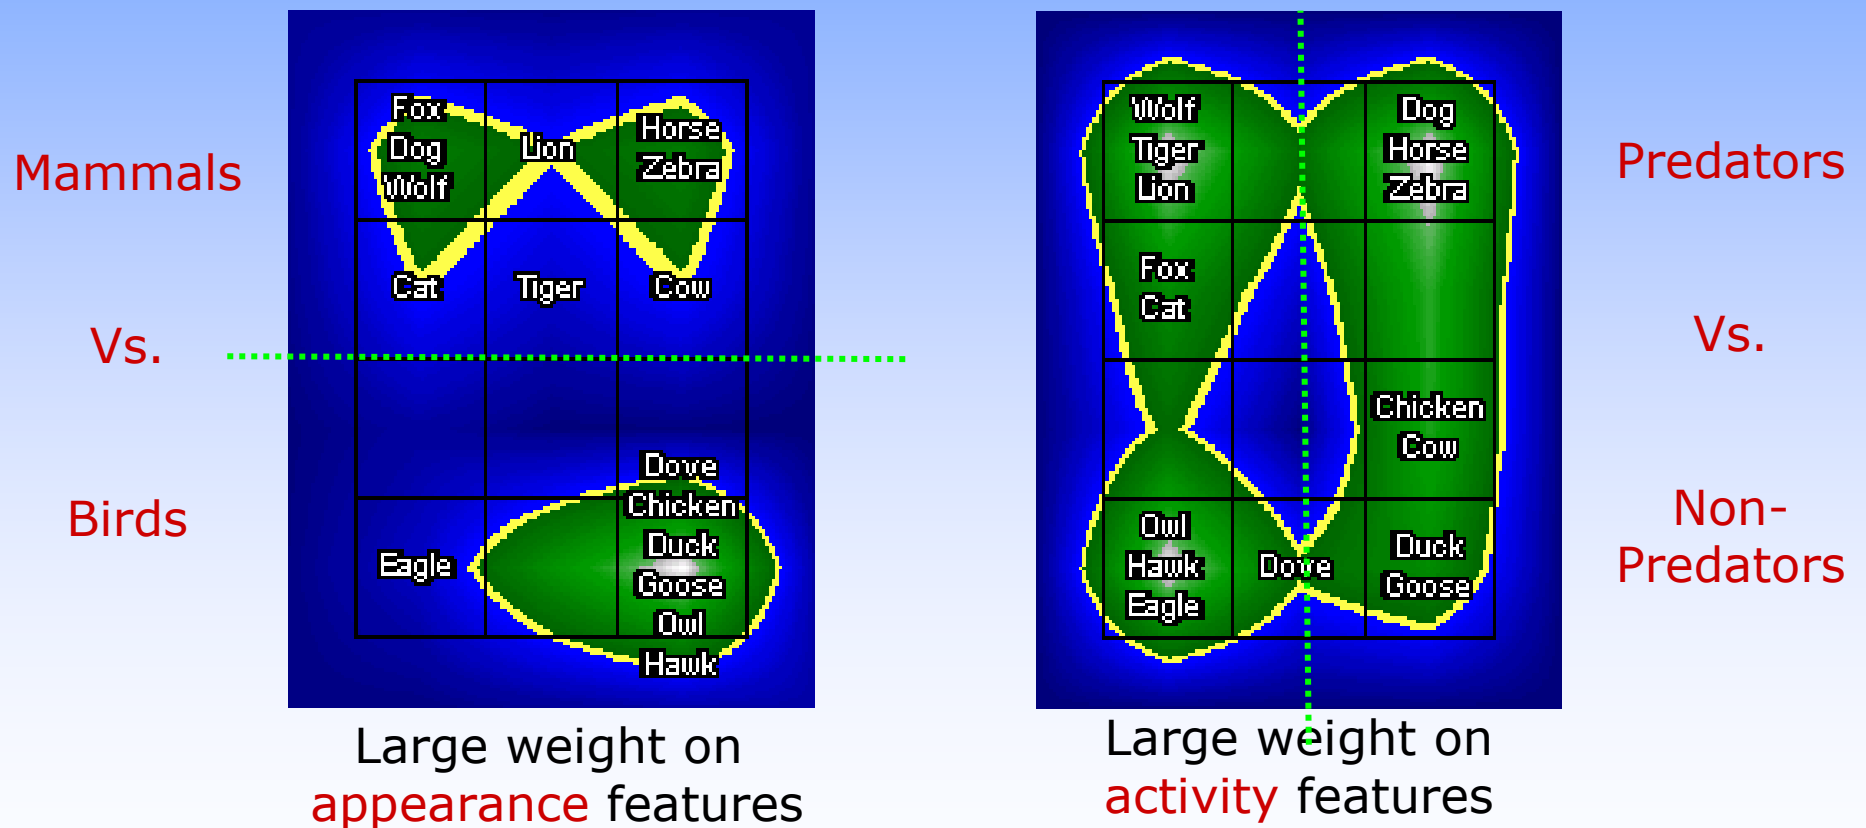 Mammals
Vs.
Birds
Fox
Dog
Wolf
Lion
Horse
Zebra
Cat
Tiger
Cow
Dove
Chicken
Duck
Goose
Owl
Hawk
Eagle
Large weight on
appearance features
Wolf
Tiger
Lion
Dog
Horse
Zebra
Fox
Cat
Chicken
Cow
Owl
Hawk
Eagle
Dove
Duck
Goose
Large weight on
activity features
Predators
Vs.
Non-
Predators